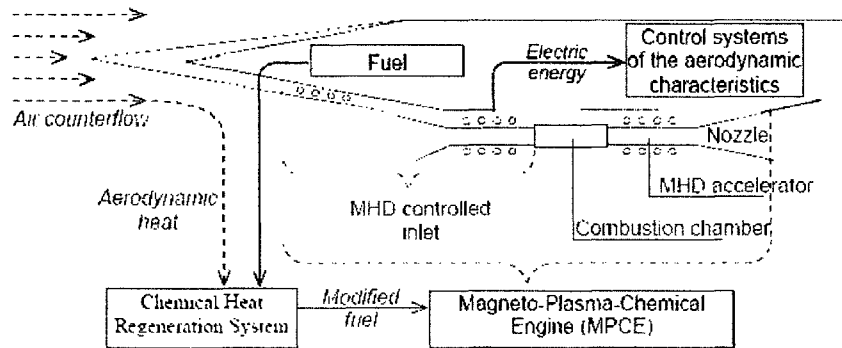 Fuel
Electric
energy
Control systems
of the aerodynamic
characteristics
Air counterflow
Nozzle
Aerodynamic
heat
MHD controlled
inlet
MHD accelerator
Combustion chamber
Chemical Heat
Regeneration System
Modified
fuel
Magneto-Plasma-Chemical
Engine (MPCE)